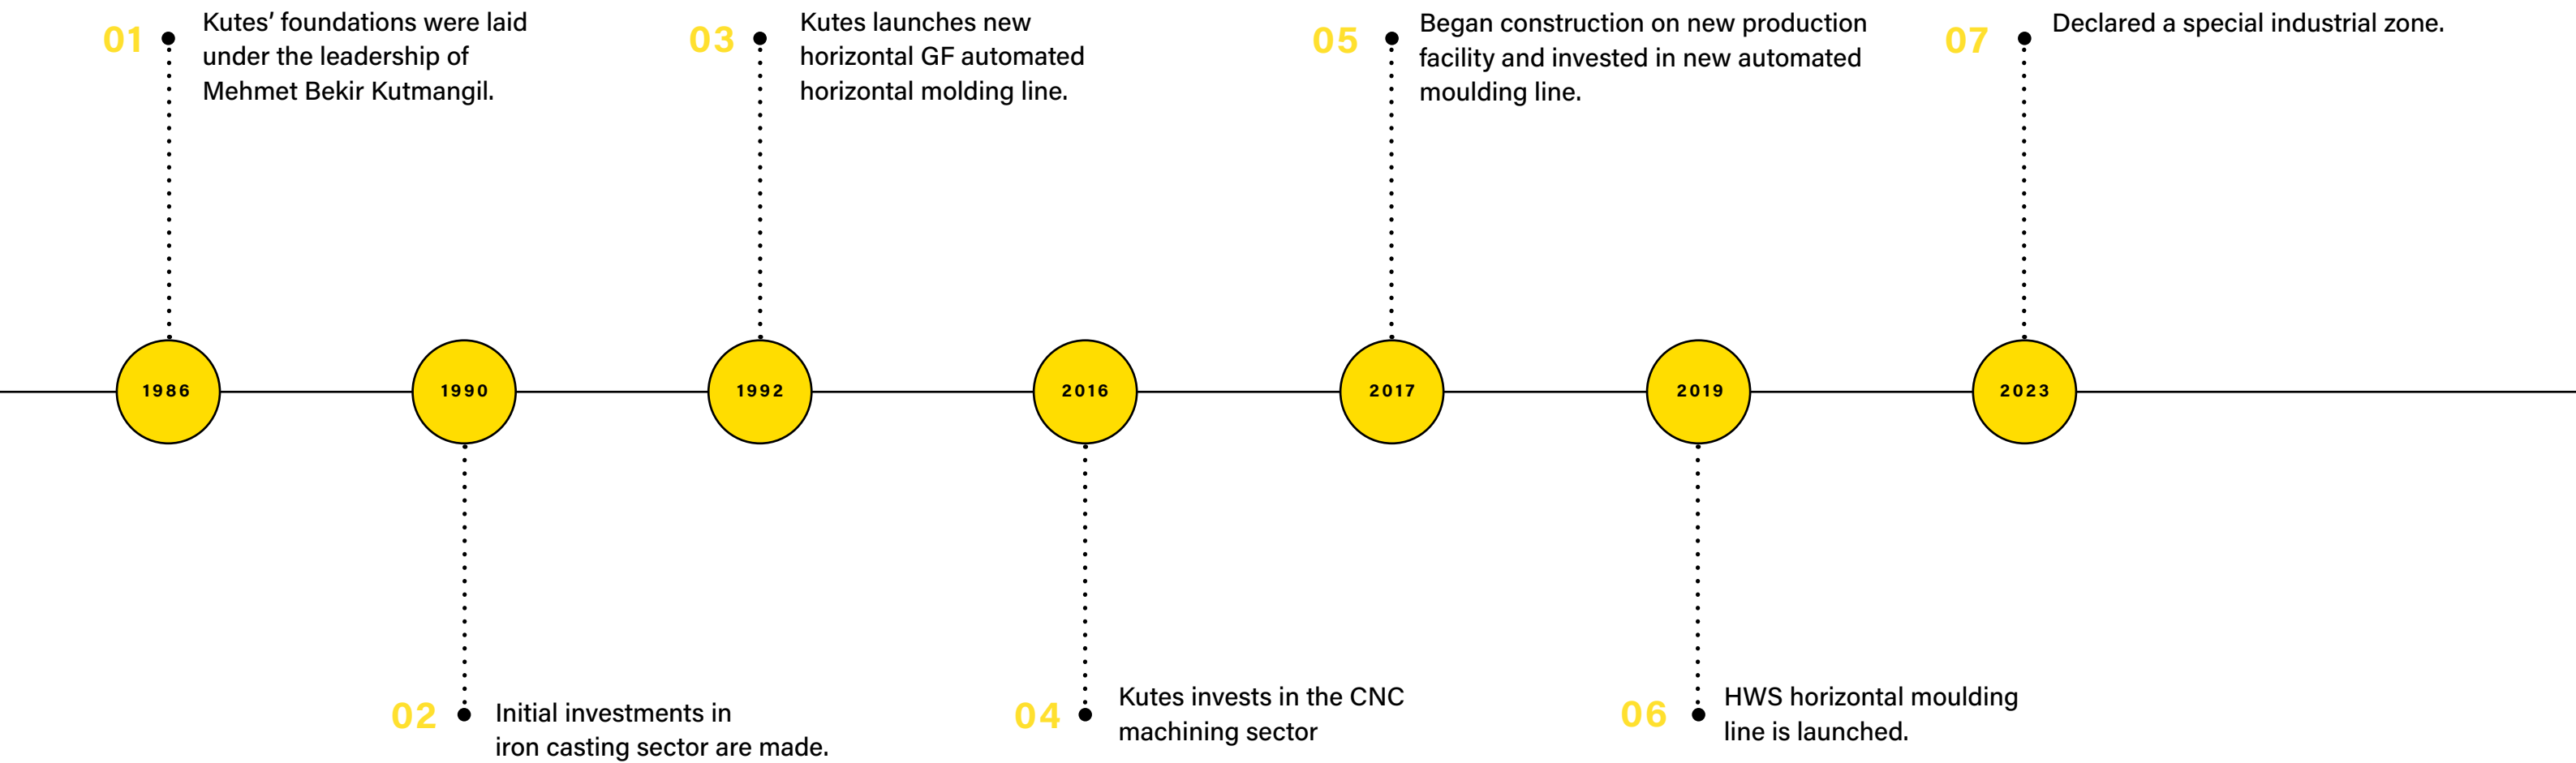 01
Kutes’ foundations were laid
under the leadership of
Mehmet Bekir Kutmangil.
03
Kutes launches new
horizontal GF automated
horizontal molding line.
05
Began construction on new production
facility and invested in new automated
moulding line.
07
Declared a special industrial zone.
1986
1990
1992
2016
2017
2019
2023
02
Initial investments in
iron casting sector are made.
04
Kutes invests in the CNC
machining sector
06
HWS horizontal moulding
line is launched.